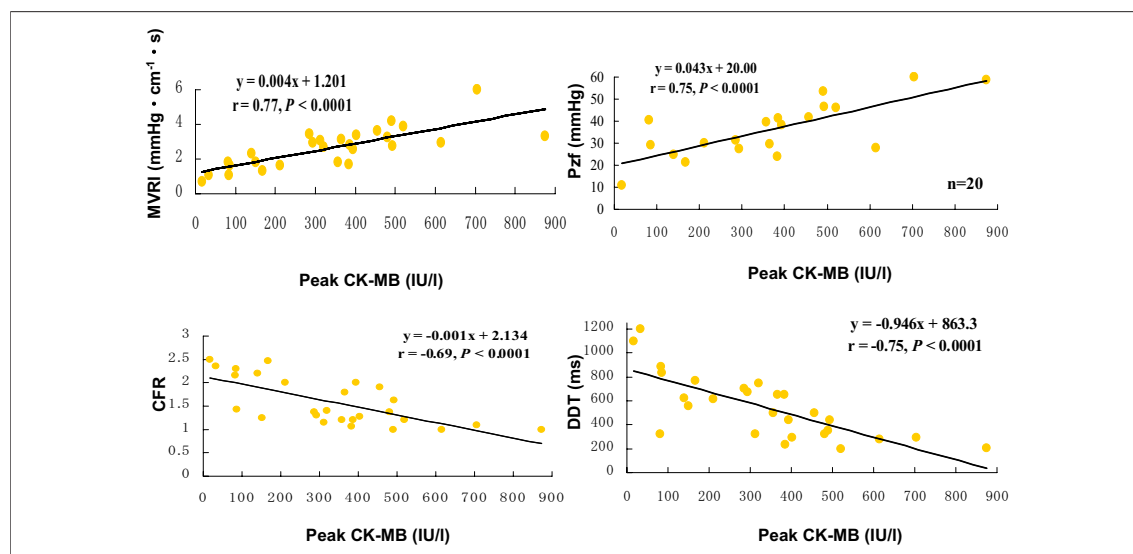 MVRI (mmHg・cm⁻¹・s)
y = 0.004x + 1.201
r = 0.77, P < 0.0001
6
4
2
0
0 100 200 300 400 500 600 700 800 900
Peak CK-MB (IU/l)
Pzf (mmHg)
y = 0.043x + 20.00
r = 0.75, P < 0.0001
60
50
40
30
20
10
0
n=20
0 100 200 300 400 500 600 700 800 900
Peak CK-MB (IU/l)
CFR
y = -0.001x + 2.134
r = -0.69, P < 0.0001
3
2.5
2
1.5
1
0.5
0
0 100 200 300 400 500 600 700 800 900
Peak CK-MB (IU/l)
DDT (ms)
y = -0.946x + 863.3
r = -0.75, P < 0.0001
1200
1000
800
600
400
200
0
0 100 200 300 400 500 600 700 800 900
Peak CK-MB (IU/l)